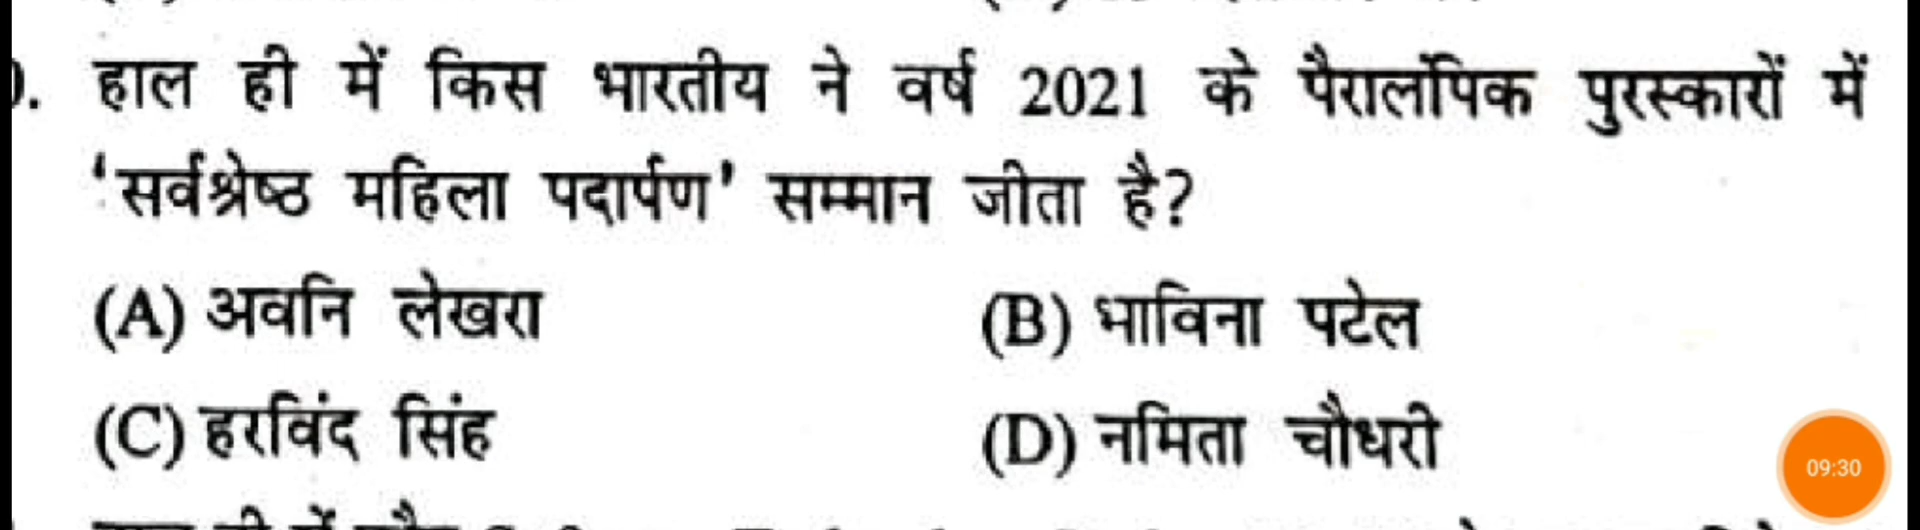 ). हाल ही में किस भारतीय ने वर्ष 2021 के पैरालंपिक पुरस्कारों में
'सर्वश्रेष्ठ महिला पदार्पण' सम्मान जीता है?
(A) अवनि लेखरा (B) भाविना पटेल
(C) हरविंद सिंह (D) नमिता चौधरी
09:30